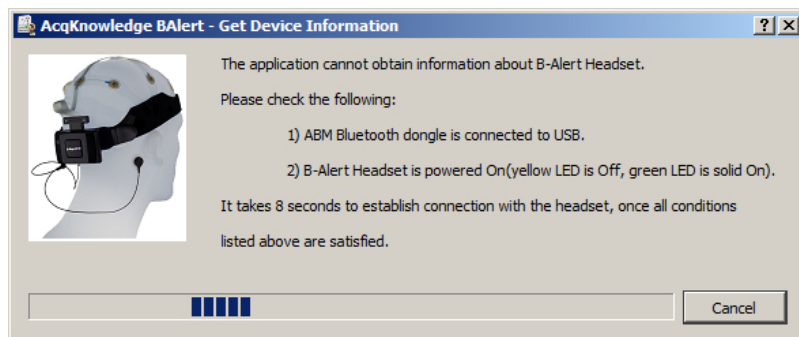 AcqKnowledge BAlert - Get Device Information
The application cannot obtain information about B-Alert Headset.
Please check the following:
1) ABM Bluetooth dongle is connected to USB.
2) B-Alert Headset is powered On(yellow LED is Off, green LED is solid On).
It takes 8 seconds to establish connection with the headset, once all conditions
listed above are satisfied.
Cancel